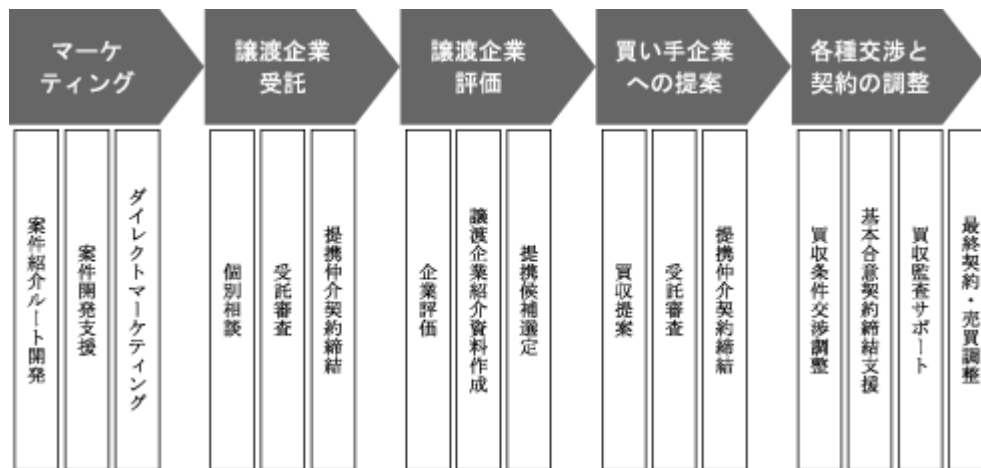 マーケ
ティング
譲渡企業
受託
譲渡企業
評価
買い手企業
への提案
各種交渉と
契約の調整
案件紹介ルート開発
案件開発支援
ダイレクトマーケティング
個別相談
受託審査
提携仲介契約締結
企業評価
譲渡企業紹介資料作成
提携候補選定
買収提案
受託審査
提携仲介契約締結
買収条件交渉調整
基本合意契約締結支援
買収監査サポート
最終契約・売買調整